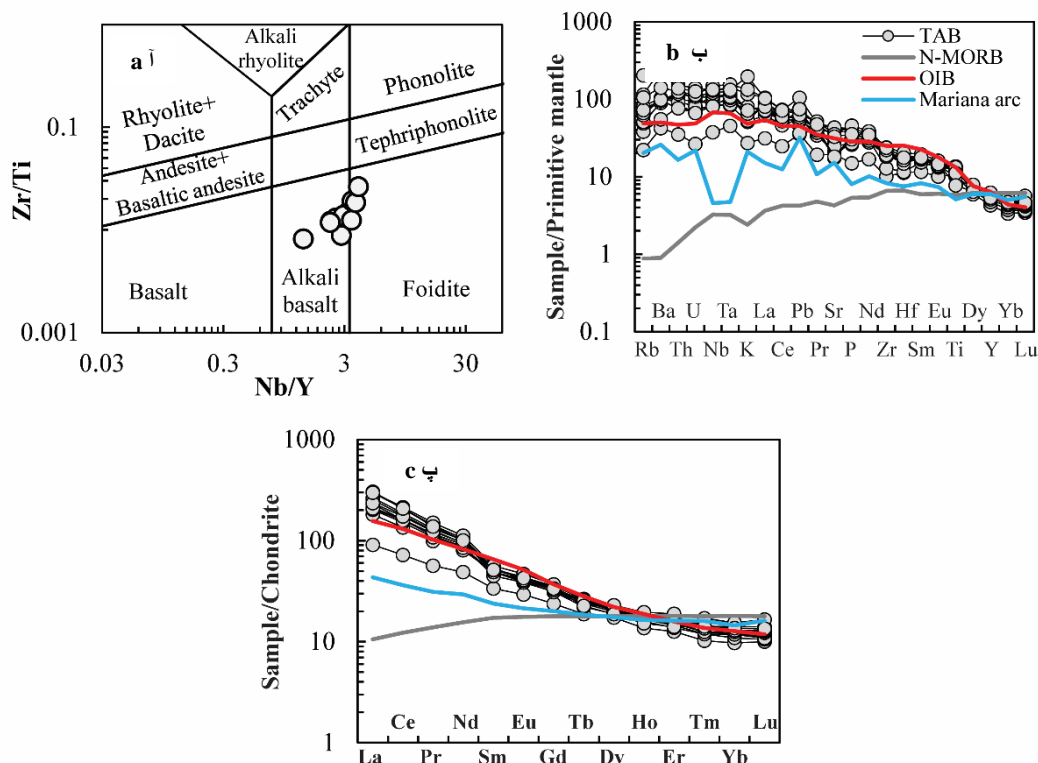 a آ
Alkali
rhyolite
Trachyte
Phonolite
Rhyolite+
Dacite
Tephriphonolite
Andesite+
Basaltic andesite
Basalt
Alkali
basalt
Foidite
Zr/Ti
0.1
0.001
0.03 0.3 3 30
Nb/Y
b ب
TAB
N-MORB
OIB
Mariana arc
Sample/Primitive mantle
1000
100
10
1
0.1
Ba U Ta La Pb Sr Nd Hf Eu Dy Yb
Rb Th Nb K Ce Pr P Zr Sm Ti Y Lu
c پ
Sample/Chondrite
1000
100
10
1
Ce Nd Eu Tb Ho Tm Lu
La Pr Sm Gd Dy Er Yb